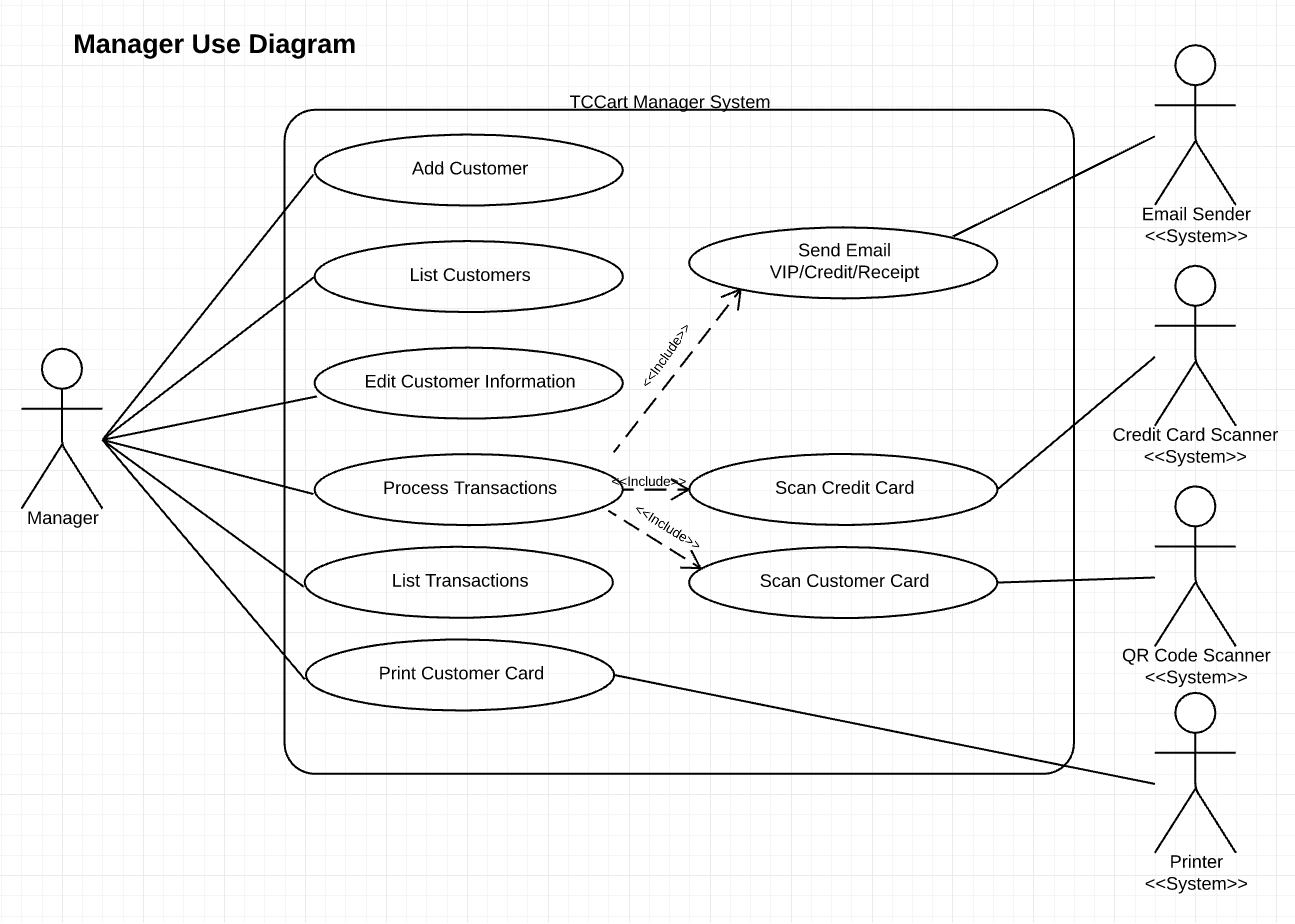 Manager Use Diagram
TCCart Manager System
Add Customer
List Customers
Edit Customer Information
Process Transactions
List Transactions
Print Customer Card
Send Email
VIP/Credit/Receipt
<<Include>>
<<Include>>
<<Include>>
Scan Credit Card
Scan Customer Card
Manager
Email Sender
<<System>>
Credit Card Scanner
<<System>>
QR Code Scanner
<<System>>
Printer
<<System>>